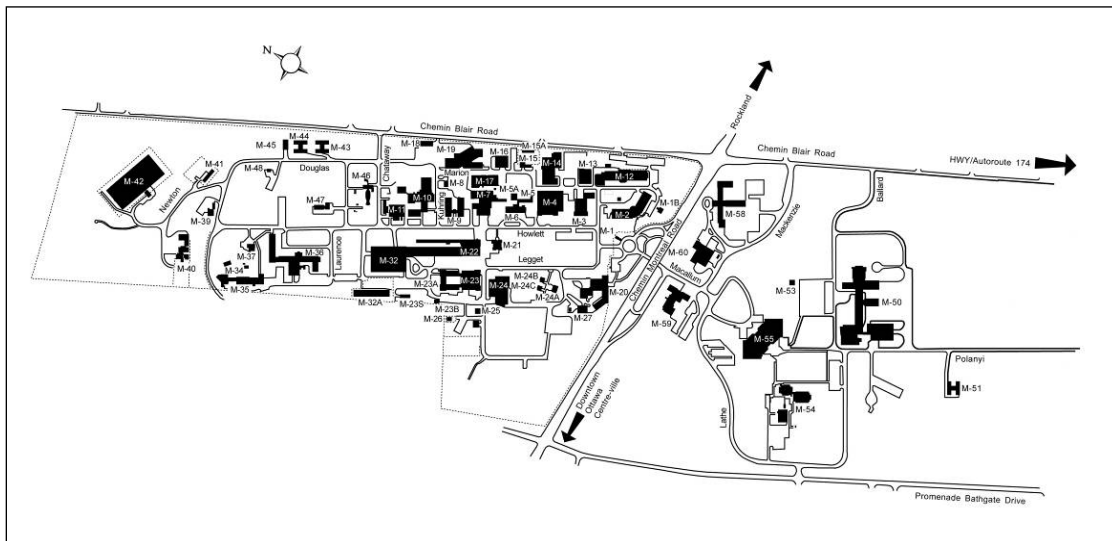 N
Rockland
Chemin Blair Road
Chemin Blair Road
HWY/Autoroute 174
M-45
M-44
M-43
M-18
M-19
M-16
M-15A
M-15
M-14
M-13
M-12
M-41
M-42
M-48
Douglas
Chataway
M-46
Marion
M-8
M-17
M-5A
M-5
Newton
M-39
M-47
M-11
M-10
Kuhring
M-9
M-7
M-6
M-4
M-3
M-2
M-1B
M-58
Mackenzie
Ballard
M-1
Howlett
Legget
M-21
M-22
M-60
Macallum
Chemin Montreal Road
M-40
M-37
M-36
M-34
M-35
Laurence
M-32
M-23A
M-23
M-24
M-24B
M-24C
M-24A
M-20
M-32A
M-23S
M-23B
M-26
M-25
M-27
M-59
M-53
M-50
M-55
Polanyi
M-51
M-54
Lathe
Downtown
Ottawa
Centre-ville
Promenade Bathgate Drive